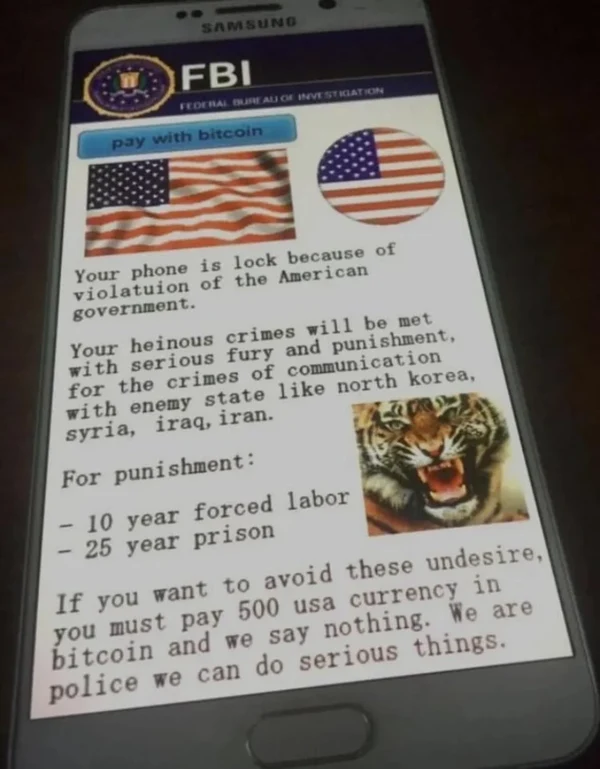 SAMSUNG
FBI
FEDERAL BUREAU OF INVESTIGATION
pay with bitcoin
Your phone is lock because of
violatuion of the American
government.
Your heinous crimes will be met
with serious fury and punishment,
for the crimes of communication
with enemy state like north korea,
syria, iraq, iran.
For punishment:
- 10 year forced labor
- 25 year prison
If you want to avoid these undesire,
you must pay 500 usa currency in
bitcoin and we say nothing. We are
police we can do serious things.